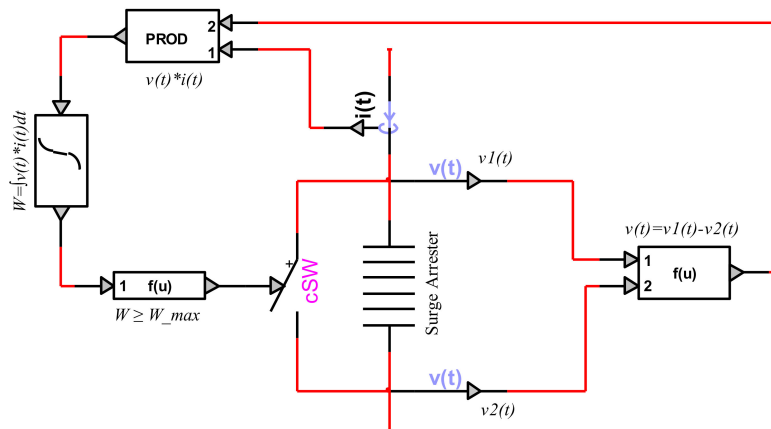 PROD
2
1
v(t)*i(t)
i(t)
W=∫v(t)*i(t)dt
v(t)
v1(t)
v(t)=v1(t)-v2(t)
1
f(u)
2
+
cSW
Surge Arrester
1 f(u)
W ≥ W_max
v(t)
v2(t)